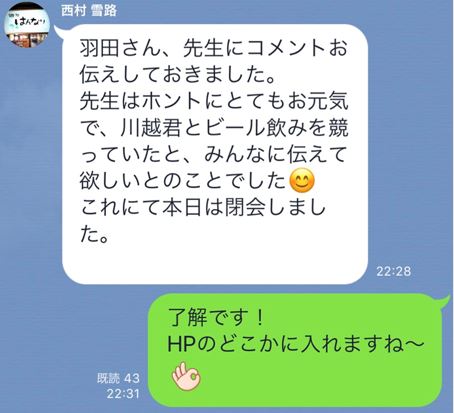 西村 雪路
はんなり
羽田さん、先生にコメントお
伝えしておきました。
先生はホントにとてもお元気
で、川越君とビール飲みを競
っていたと、みんなに伝えて
欲しいとのことでした😊
これにて本日は閉会しまし
た。
22:28
了解です！
HPのどこかに入れますね〜
👌🏻
既読 43
22:31